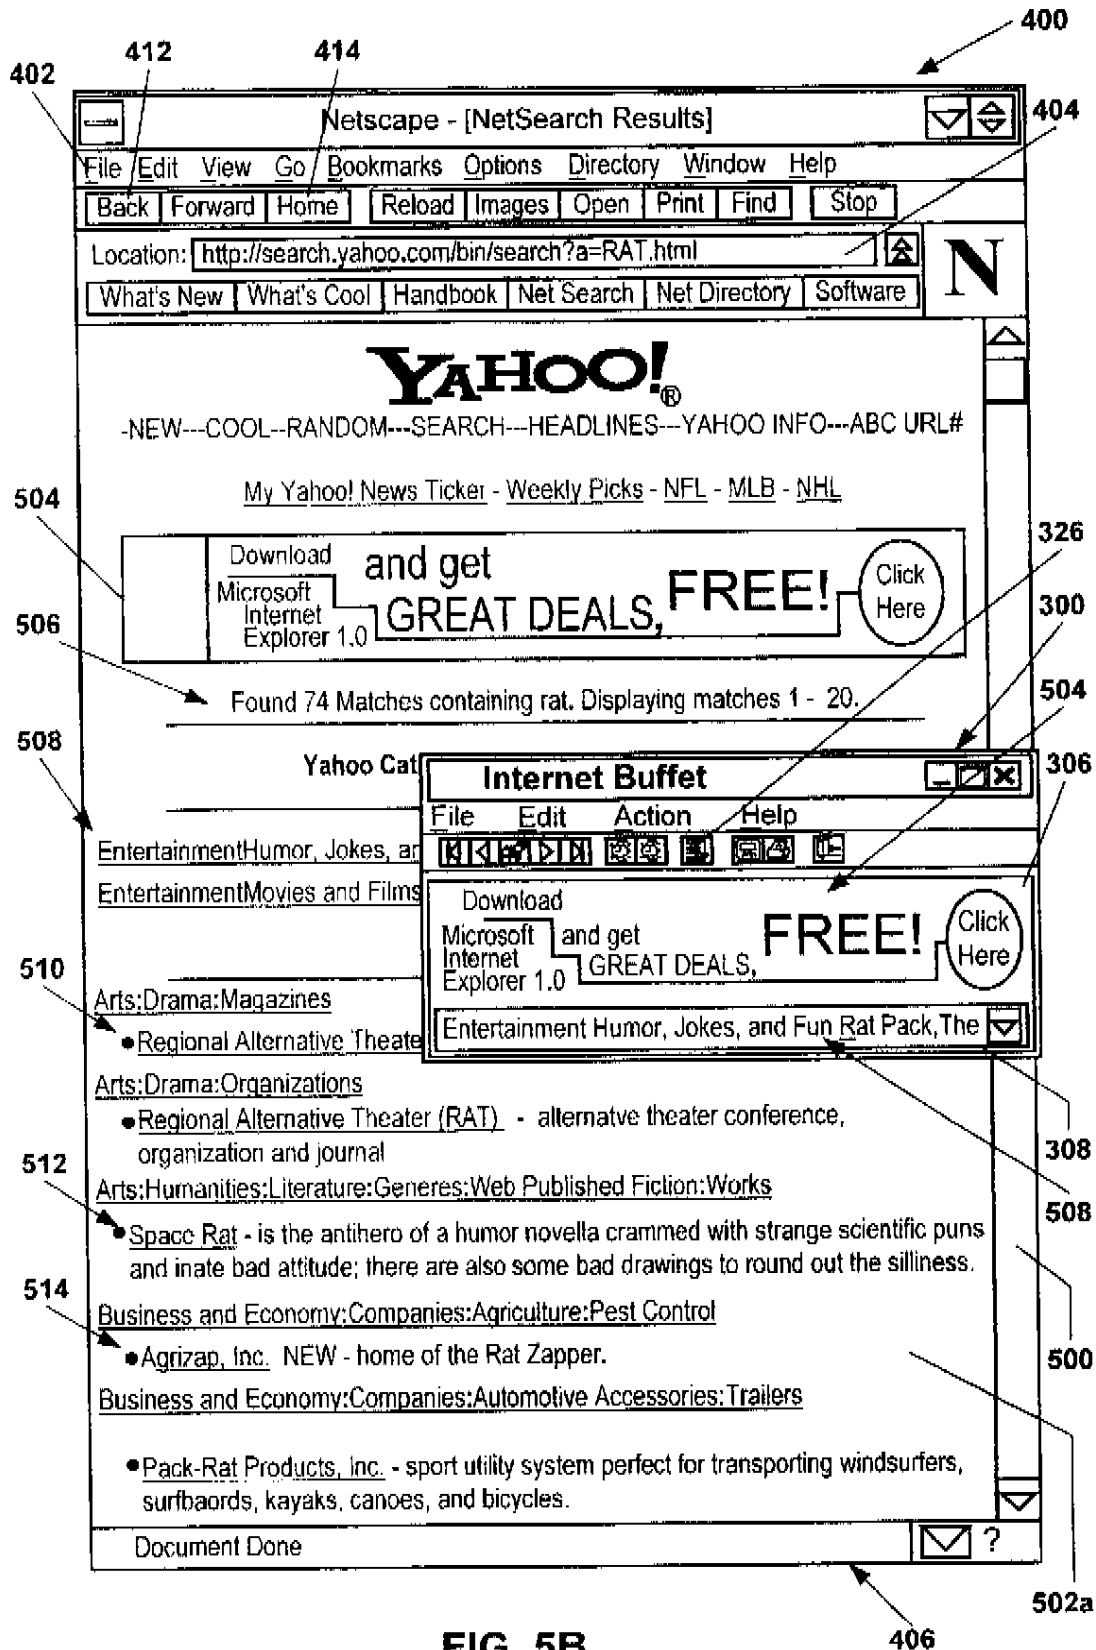 400
412
414
402
Netscape - [NetSearch Results]
404
File Edit View Go Bookmarks Options Directory Window Help
Back Forward Home Reload Images Open Print Find Stop
Location: http://search.yahoo.com/bin/search?a=RAT.html
N
What's New What's Cool Handbook Net Search Net Directory Software
YAHOO!®
-NEW---COOL--RANDOM---SEARCH---HEADLINES---YAHOO INFO---ABC URL#
My Yahoo! News Ticker - Weekly Picks - NFL - MLB - NHL
504
326
Download
Microsoft
Internet
Explorer 1.0
and get
GREAT DEALS,
FREE!
Click
Here
300
506
504
Found 74 Matches containing rat. Displaying matches 1 - 20.
508
306
Yahoo Cat
Internet Buffet
File Edit Action Help
EntertainmentHumor, Jokes, an
EntertainmentMovies and Films
Download
Microsoft
Internet
Explorer 1.0
and get
GREAT DEALS,
FREE!
Click
Here
Entertainment Humor, Jokes, and Fun Rat Pack,The
510
Arts:Drama:Magazines
•Regional Alternative Theate
Arts:Drama:Organizations
•Regional Alternative Theater (RAT) - alternatve theater conference,
organization and journal
308
512
508
Arts:Humanities:Literature:Generes:Web Published Fiction:Works
•Space Rat - is the antihero of a humor novella crammed with strange scientific puns
and inate bad attitude; there are also some bad drawings to round out the silliness.
514
Business and Economy:Companies:Agriculture:Pest Control
•Agrizap, Inc. NEW - home of the Rat Zapper.
500
Business and Economy:Companies:Automotive Accessories:Trailers
•Pack-Rat Products, Inc. - sport utility system perfect for transporting windsurfers,
surfbaords, kayaks, canoes, and bicycles.
Document Done
?
502a
406
FIG. 5B